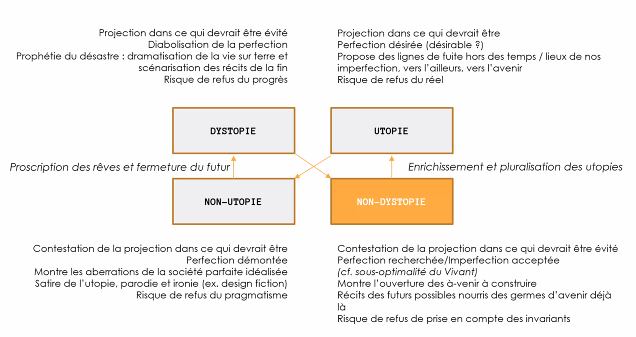 Projection dans ce qui devrait être évité
Diabolisation de la perfection
Prophétie du désastre : dramatisation de la vie sur terre et
scénarisation des récits de la fin
Risque de refus du progrès
Projection dans ce qui devrait être
Perfection désirée (désirable ?)
Propose des lignes de fuite hors des temps / lieux de nos
imperfection, vers l'ailleurs, vers l'avenir
Risque de refus du réel
DYSTOPIE
UTOPIE
Proscription des rêves et fermeture du futur
Enrichissement et pluralisation des utopies
NON-UTOPIE
NON-DYSTOPIE
Contestation de la projection dans ce qui devrait être
Perfection démontée
Montre les aberrations de la société parfaite idéalisée
Satire de l'utopie, parodie et ironie (ex. design fiction)
Risque de refus du pragmatisme
Contestation de la projection dans ce qui devrait être évité
Perfection recherchée/Imperfection acceptée
(cf. sous-optimalité du Vivant)
Montre l'ouverture des à-venir à construire
Récits des futurs possibles nourris des germes d'avenir déjà
là
Risque de refus de prise en compte des invariants